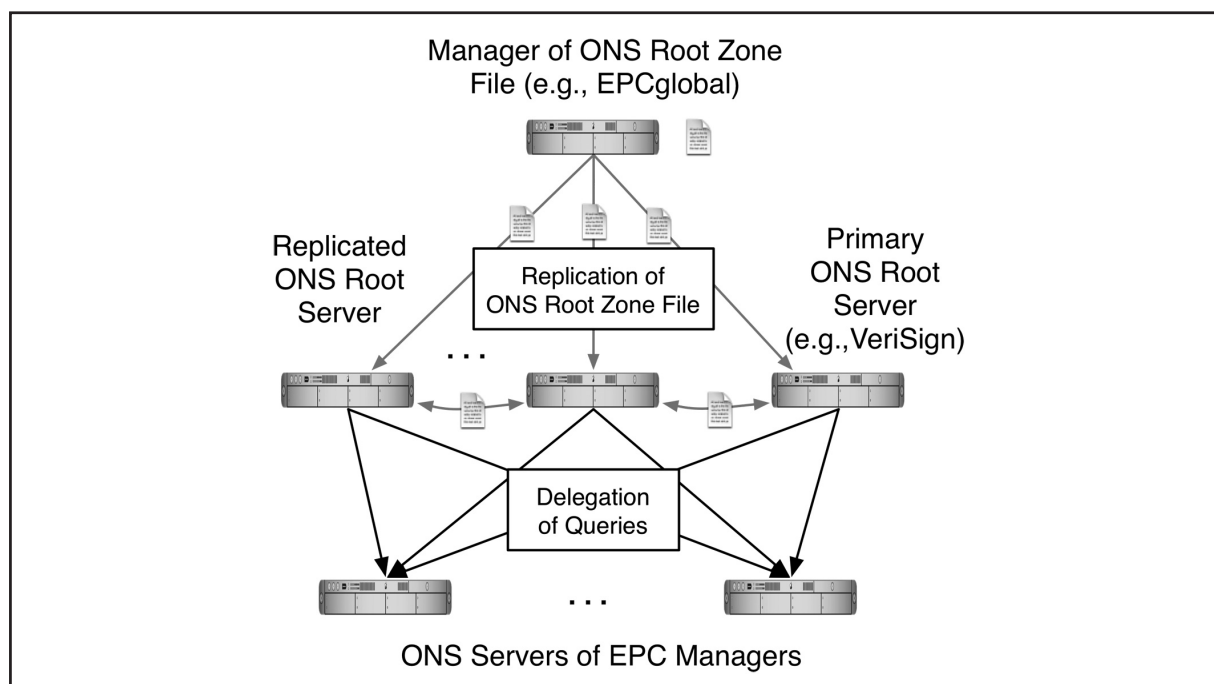 Manager of ONS Root Zone
File (e.g., EPCglobal)
Replicated
ONS Root
Server
Replication of
ONS Root Zone File
Primary
ONS Root
Server
(e.g.,VeriSign)
. . .
Delegation
of Queries
. . .
ONS Servers of EPC Managers